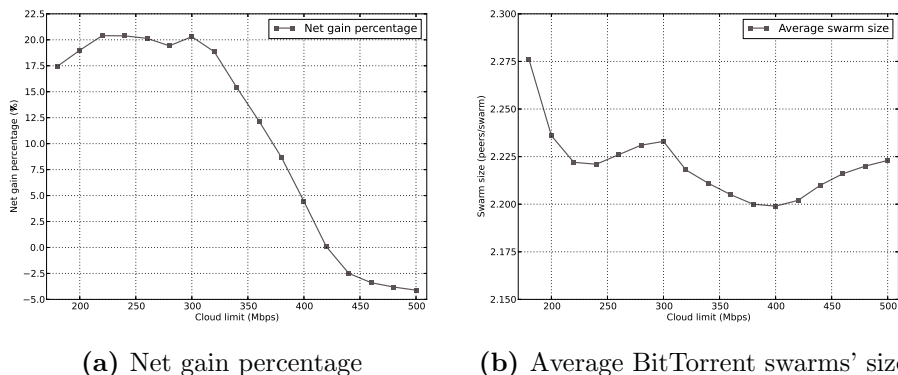 22.5
20.0
17.5
15.0
12.5
10.0
7.5
5.0
2.5
0.0
−2.5
−5.0
Net gain percentage (%)
Net gain percentage
200 250 300 350 400 450 500
Cloud limit (Mbps)
(a) Net gain percentage
2.300
2.275
2.250
2.225
2.200
2.175
2.150
Swarm size (peers/swarm)
Average swarm size
200 250 300 350 400 450 500
Cloud limit (Mbps)
(b) Average BitTorrent swarms' size